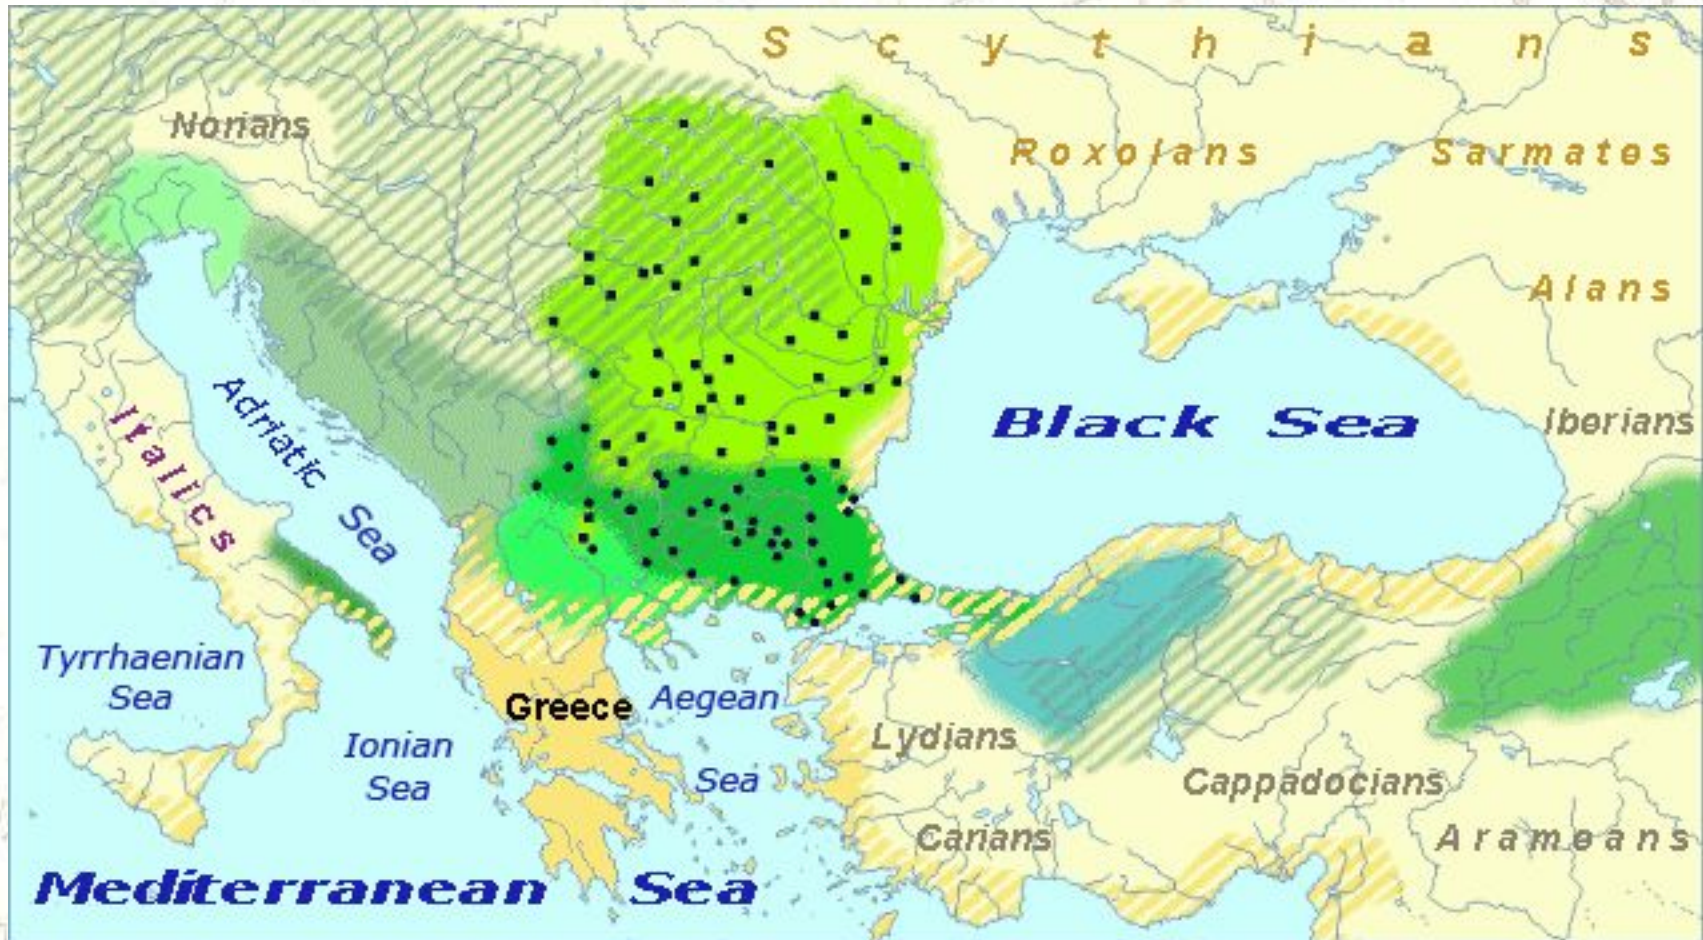 Scythians
Norians
Roxolans
Sarmates
Alans
Adriatic Sea
Italics
Black Sea
Iberians
Tyrrhaenian
Sea
Greece
Aegean
Sea
Ionian
Sea
Lydians
Cappadocians
Carians
Arameans
Mediterranean Sea